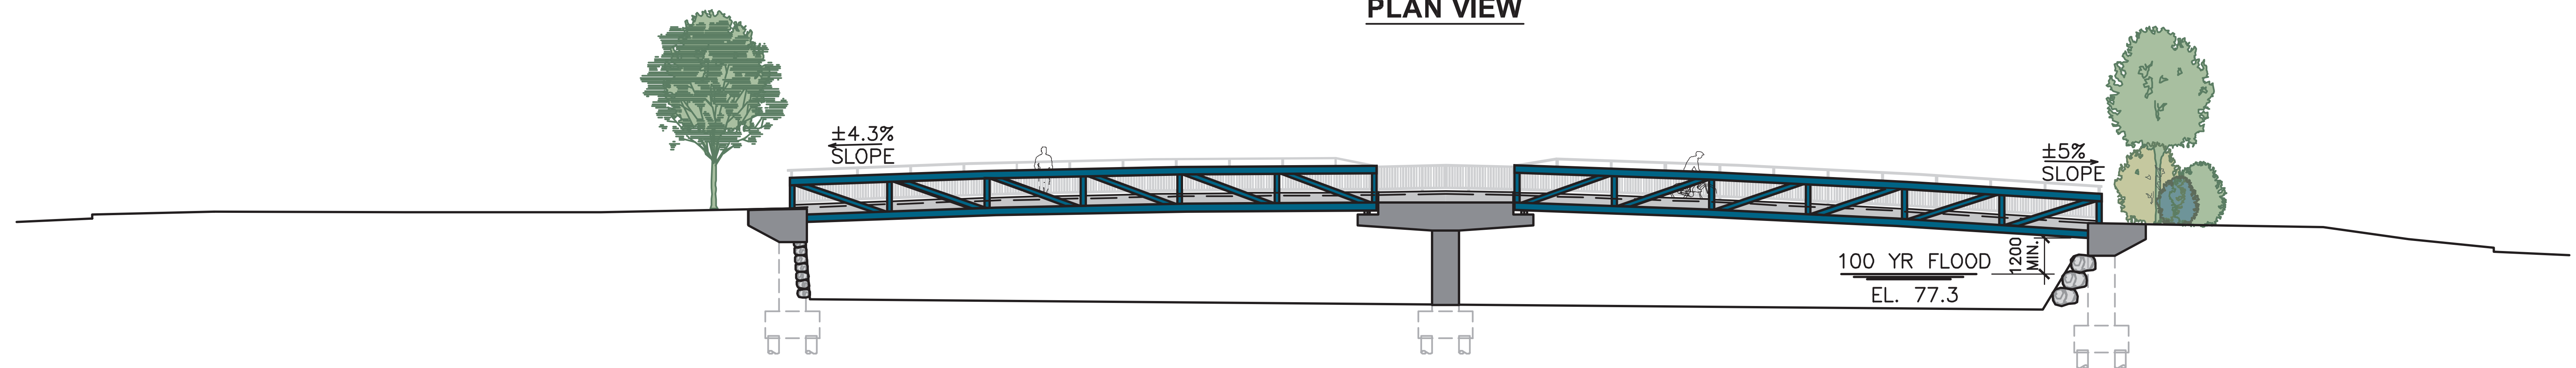 PLAN VIEW
±4.3%
SLOPE
±5%
SLOPE
100 YR FLOOD
EL. 77.3
1200
MIN.